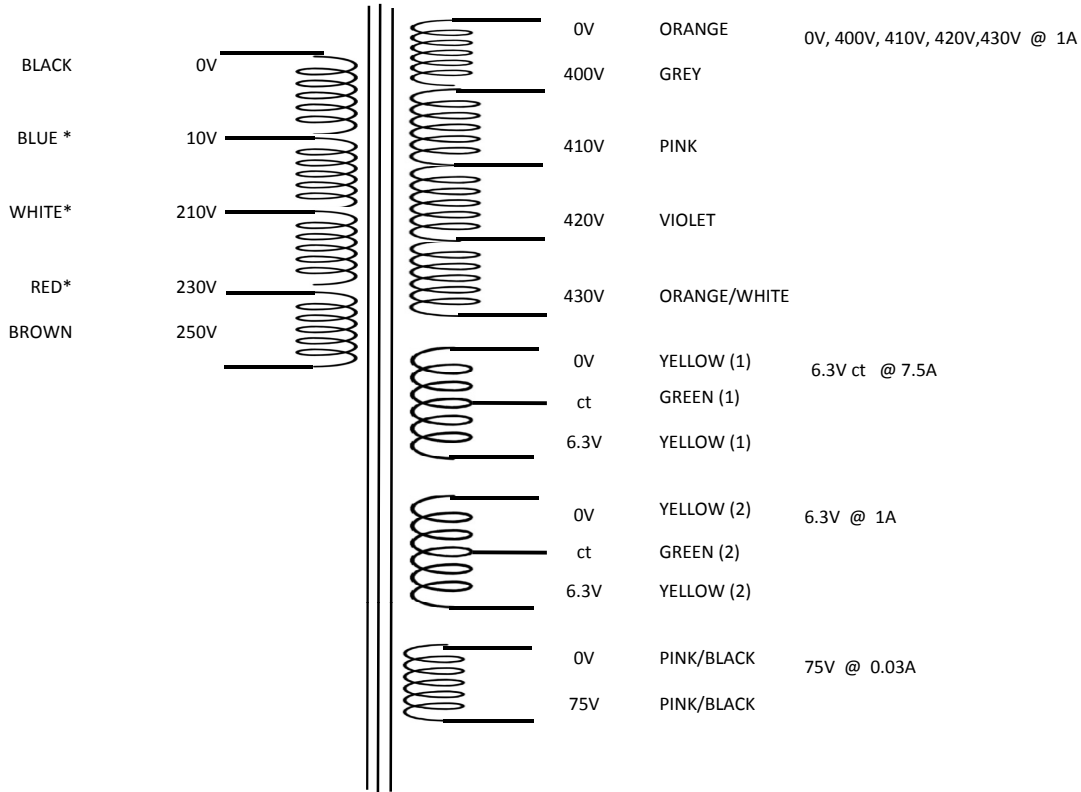 BLACK 0V
BLUE * 10V
WHITE* 210V
RED* 230V
BROWN 250V
0V ORANGE 0V, 400V, 410V, 420V,430V @ 1A
400V GREY
410V PINK
420V VIOLET
430V ORANGE/WHITE
0V YELLOW (1) 6.3V ct @ 7.5A
ct GREEN (1)
6.3V YELLOW (1)
0V YELLOW (2) 6.3V @ 1A
ct GREEN (2)
6.3V YELLOW (2)
0V PINK/BLACK 75V @ 0.03A
75V PINK/BLACK